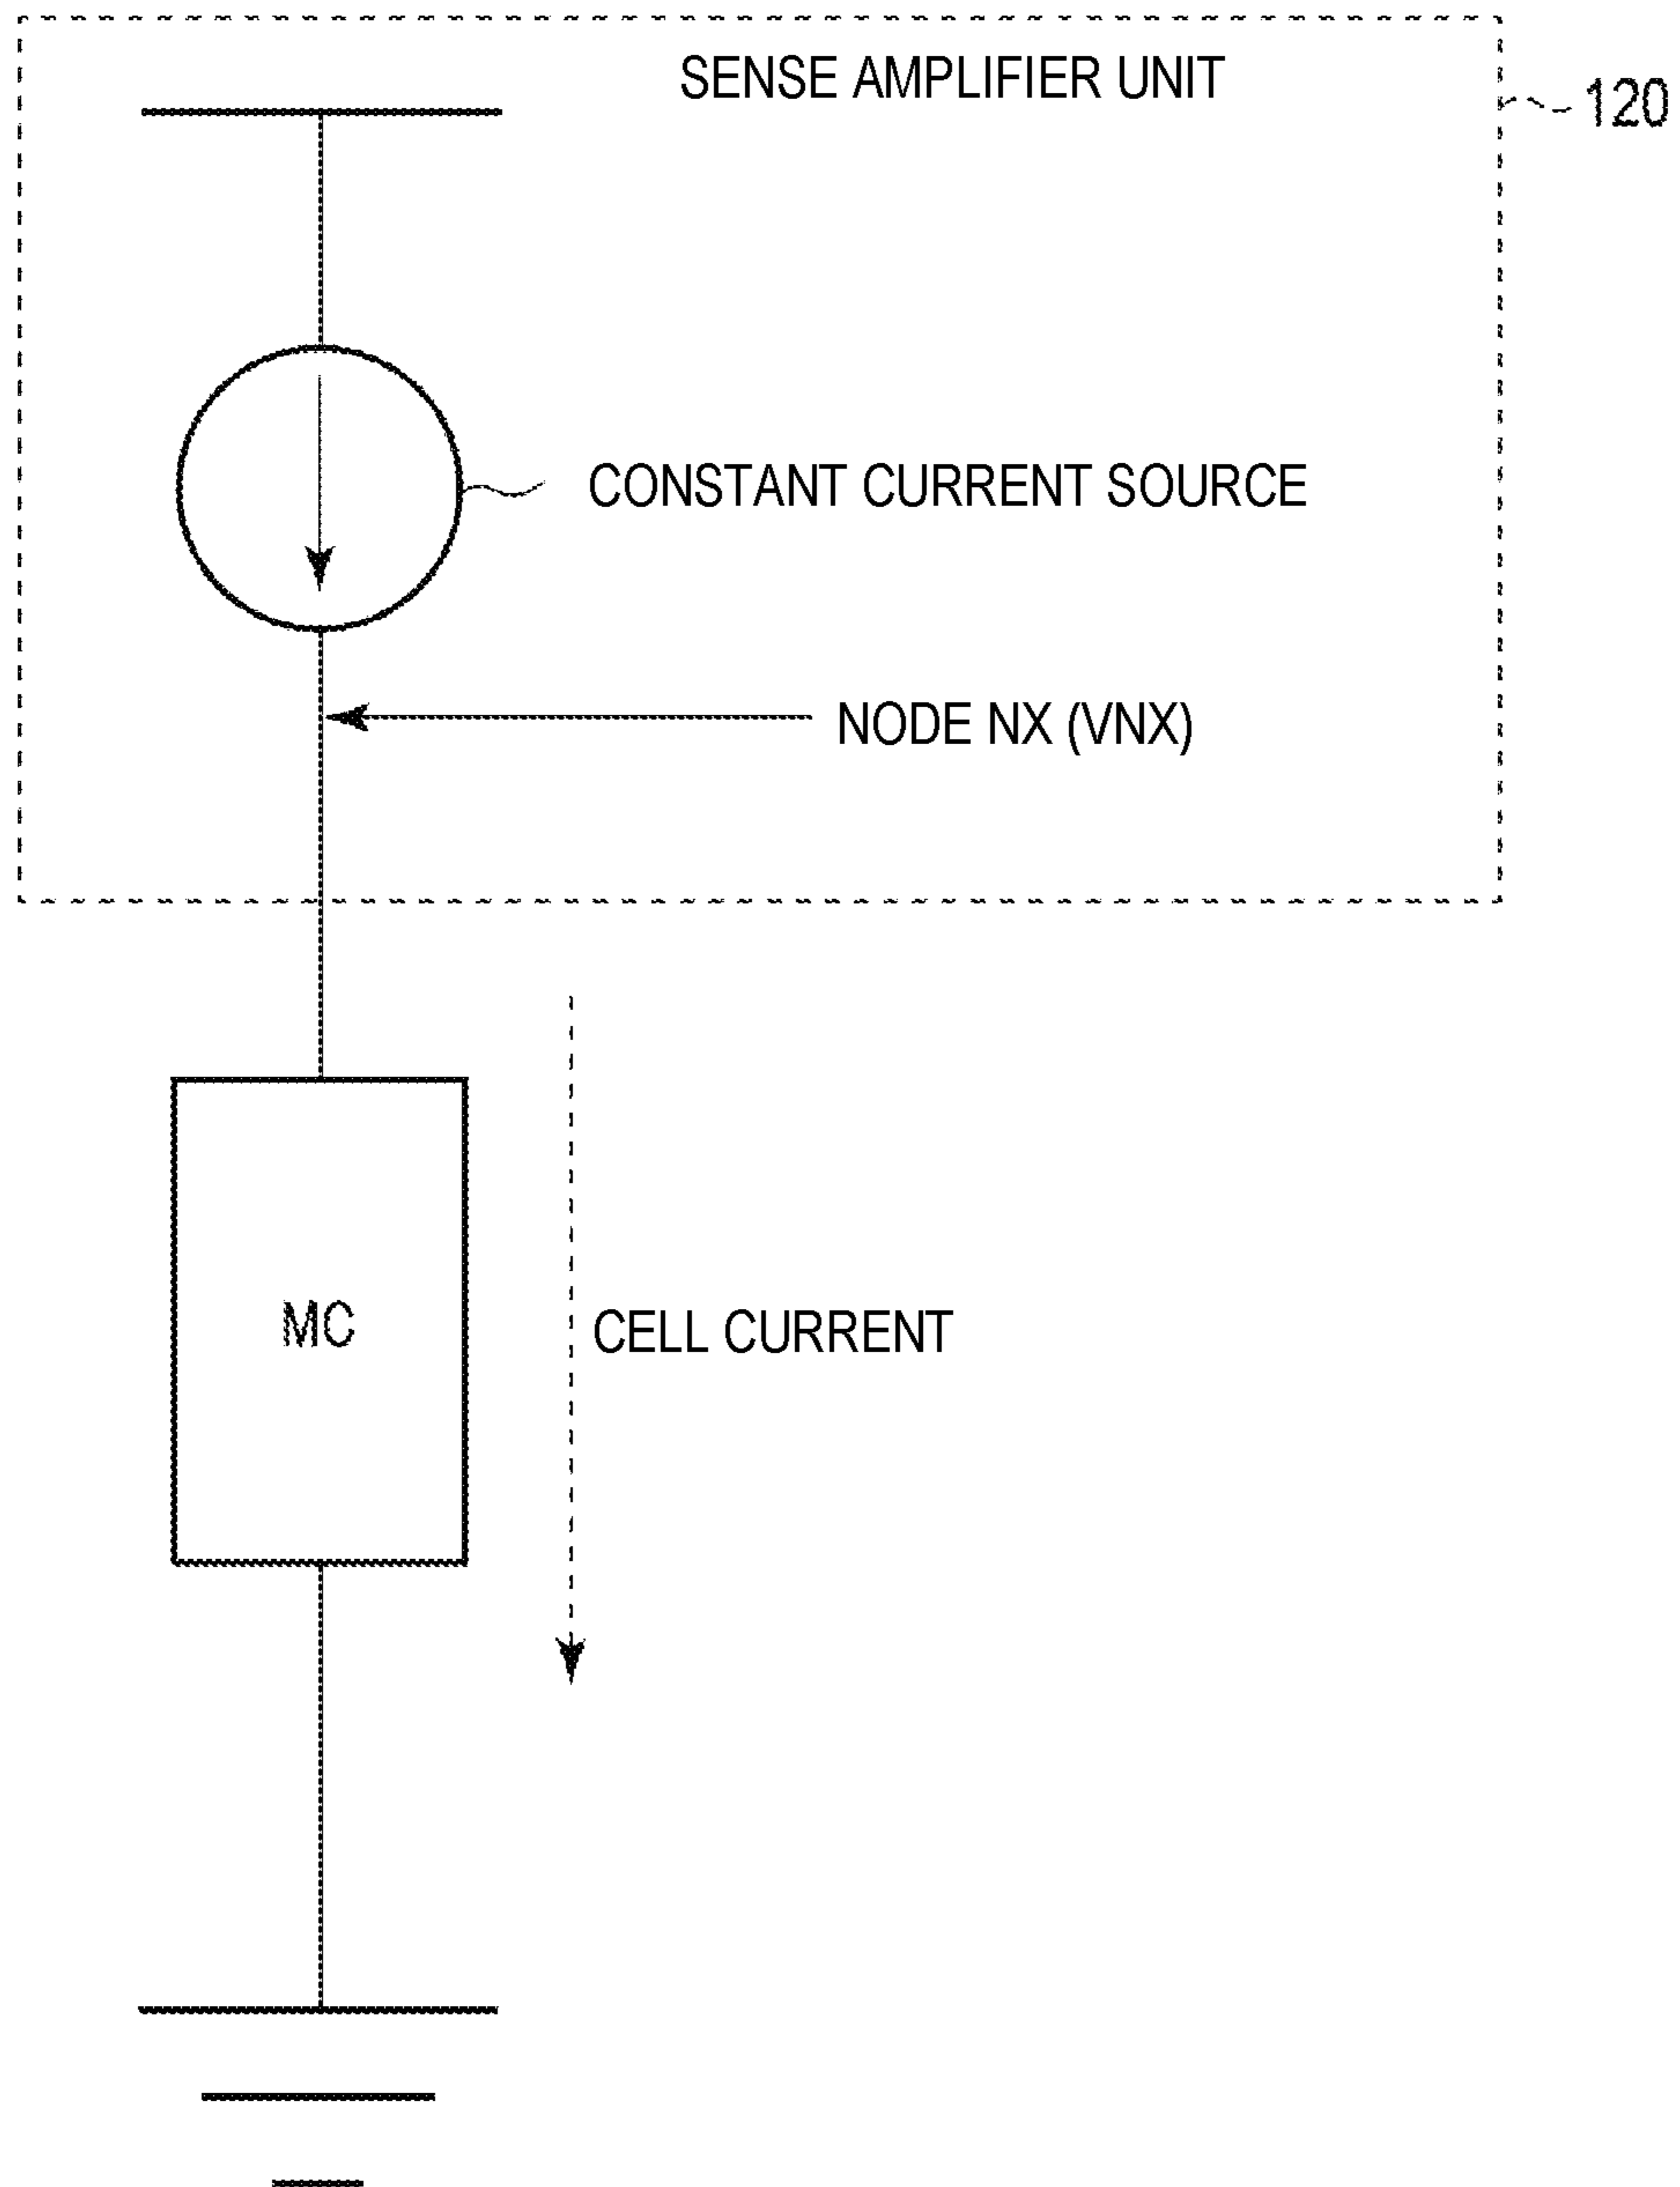 SENSE AMPLIFIER UNIT
120
CONSTANT CURRENT SOURCE
NODE NX (VNX)
MC
CELL CURRENT